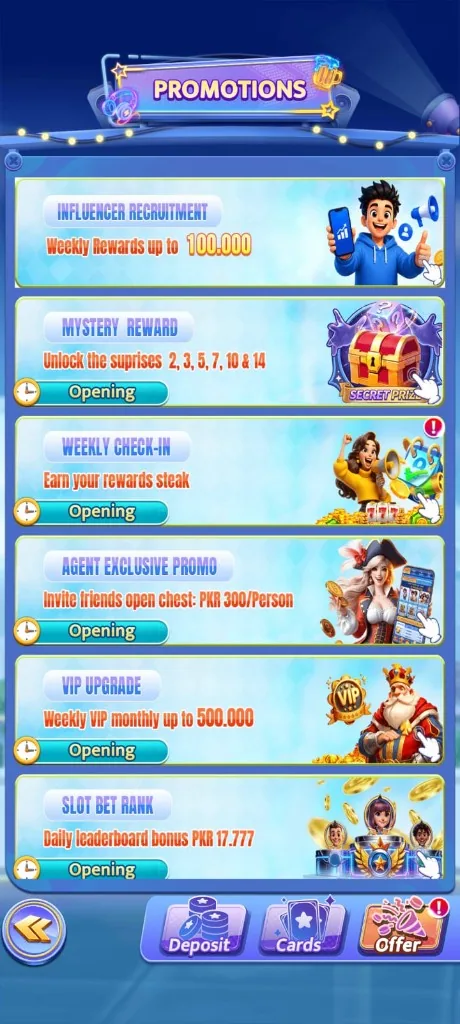 PROMOTIONS
INFLUENCER RECRUITMENT
Weekly Rewards up to 100.000
MYSTERY REWARD
Unlock the suprises 2, 3, 5, 7, 10 & 14
SECRET PRIZE
Opening
WEEKLY CHECK-IN
Earn your rewards steak
Opening
AGENT EXCLUSIVE PROMO
Invite friends open chest: PKR 300/Person
Opening
VIP UPGRADE
VIP
Weekly VIP monthly up to 500.000
Opening
SLOT BET RANK
Daily leaderboard bonus PKR 17.777
Opening
Deposit
Cards
Offer